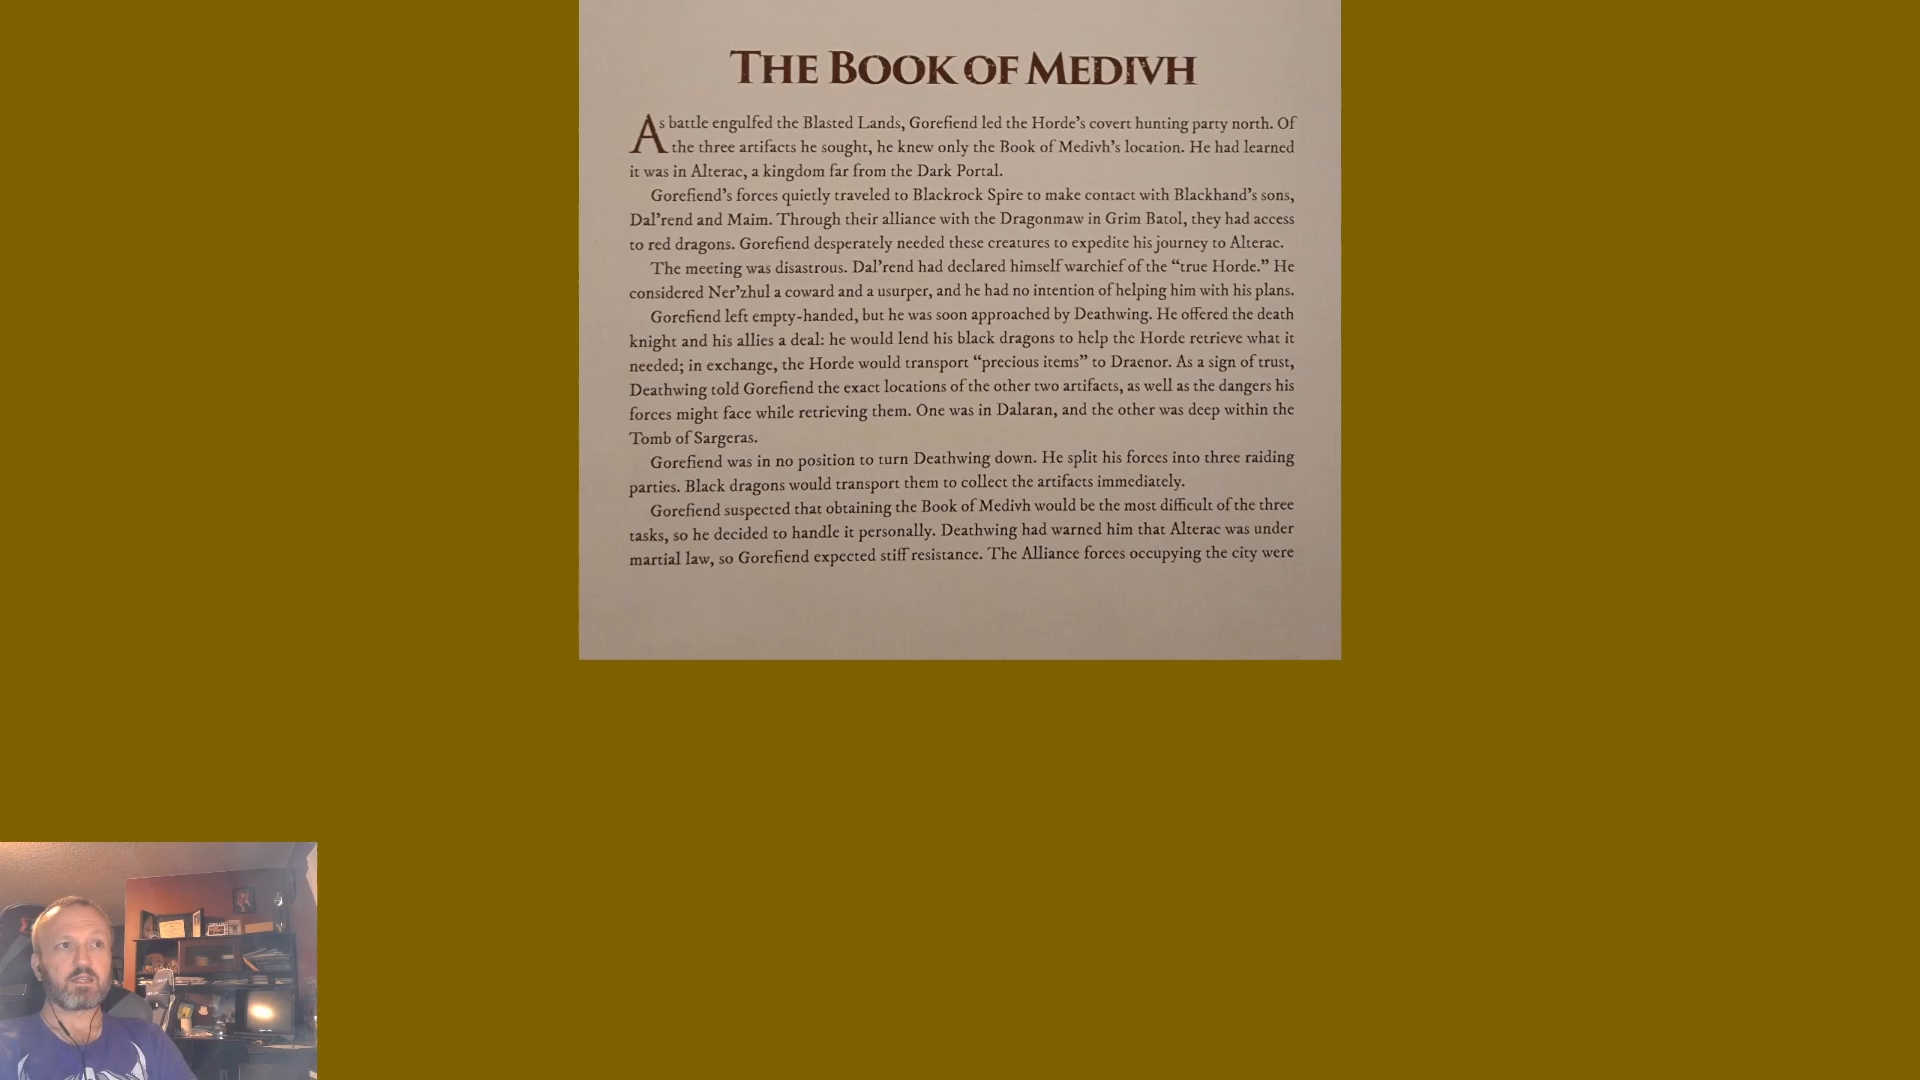 THE BOOK OF MEDIVH
As battle engulfed the Blasted Lands, Gorefiend led the Horde's covert hunting party north. Of
the three artifacts he sought, he knew only the Book of Medivh's location. He had learned
it was in Alterac, a kingdom far from the Dark Portal.
Gorefiend's forces quietly traveled to Blackrock Spire to make contact with Blackhand's sons,
Dal'rend and Maim. Through their alliance with the Dragonmaw in Grim Batol, they had access
to red dragons. Gorefiend desperately needed these creatures to expedite his journey to Alterac.
The meeting was disastrous. Dal'rend had declared himself warchief of the “true Horde.” He
considered Ner'zhul a coward and a usurper, and he had no intention of helping him with his plans.
Gorefiend left empty-handed, but he was soon approached by Deathwing. He offered the death
knight and his allies a deal: he would lend his black dragons to help the Horde retrieve what it
needed; in exchange, the Horde would transport “precious items” to Draenor. As a sign of trust,
Deathwing told Gorefiend the exact locations of the other two artifacts, as well as the dangers his
forces might face while retrieving them. One was in Dalaran, and the other was deep within the
Tomb of Sargeras.
Gorefiend was in no position to turn Deathwing down. He split his forces into three raiding
parties. Black dragons would transport them to collect the artifacts immediately.
Gorefiend suspected that obtaining the Book of Medivh would be the most difficult of the three
tasks, so he decided to handle it personally. Deathwing had warned him that Alterac was under
martial law, so Gorefiend expected stiff resistance. The Alliance forces occupying the city were